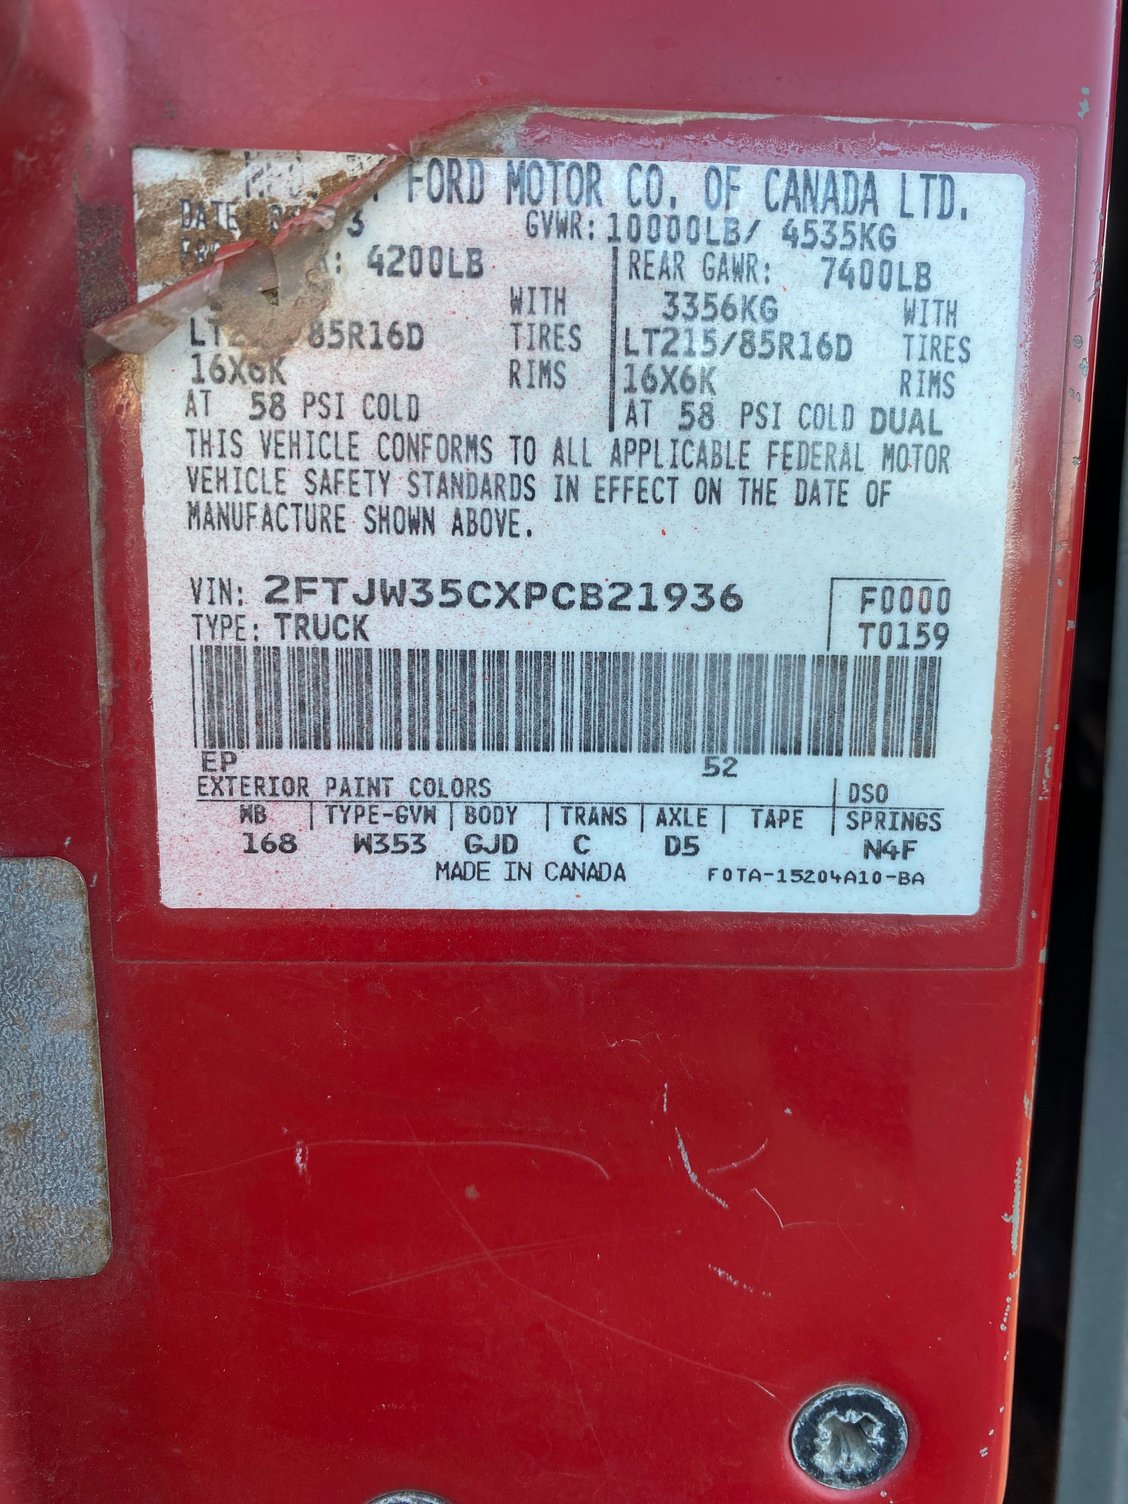 FORD MOTOR CO. OF CANADA LTD.
DATE 3 GVWR: 10000LB/ 4535KG
4200LB REAR GAWR: 7400LB
WITH 3356KG WITH
85R16D TIRES LT215/85R16D TIRES
16X6K RIMS 16X6K RIMS
AT 58 PSI COLD AT 58 PSI COLD DUAL
THIS VEHICLE CONFORMS TO ALL APPLICABLE FEDERAL MOTOR
VEHICLE SAFETY STANDARDS IN EFFECT ON THE DATE OF
MANUFACTURE SHOWN ABOVE.
VIN: 2FTJW35CXPCB21936 F0000
TYPE: TRUCK T0159
EP 52
EXTERIOR PAINT COLORS DSO
WB TYPE-GVW BODY TRANS AXLE TAPE SPRINGS
168 W353 GJD C D5 N4F
MADE IN CANADA F0TA-15204A10-BA